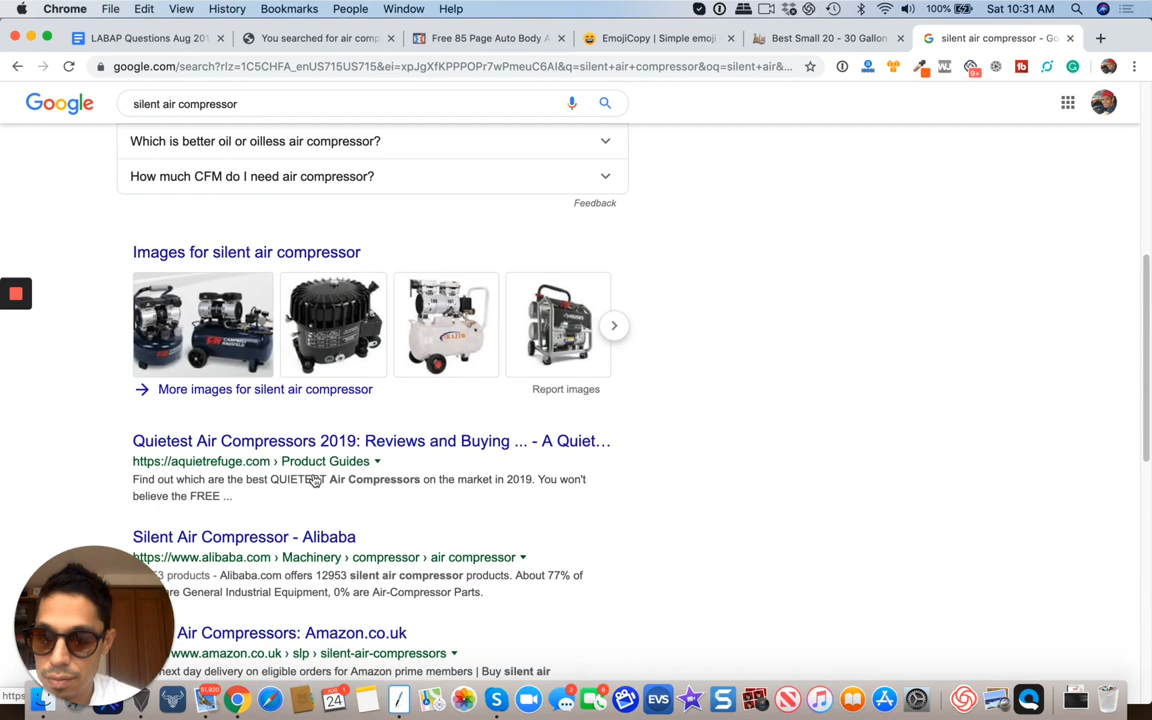 Chrome File Edit View History Bookmarks People Window Help 100% Sat 10:31 AM
LABAP Questions Aug 201 You searched for air comp Free 85 Page Auto Body A EmojiCopy | Simple emoji Best Small 20 - 30 Gallon silent air compressor - Go
google.com/search?rlz=1C5CHFA_enUS715US715&ei=xpJgXfKPPPOPr7wPmeuC6AI&q=silent+air+compressor&oq=silent+air&...
Google silent air compressor
Which is better oil or oilless air compressor?
How much CFM do I need air compressor?
Feedback
Images for silent air compressor
More images for silent air compressor Report images
Quietest Air Compressors 2019: Reviews and Buying ... - A Quiet...
https://aquietrefuge.com › Product Guides
Find out which are the best QUIETEST Air Compressors on the market in 2019. You won't
believe the FREE ...
Silent Air Compressor - Alibaba
https://www.alibaba.com › Machinery › compressor › air compressor
53 products - Alibaba.com offers 12953 silent air compressor products. About 77% of
are General Industrial Equipment, 0% are Air-Compressor Parts.
Air Compressors: Amazon.co.uk
www.amazon.co.uk › slp › silent-air-compressors
next day delivery on eligible orders for Amazon prime members | Buy silent air
https
AUG
24
EVS